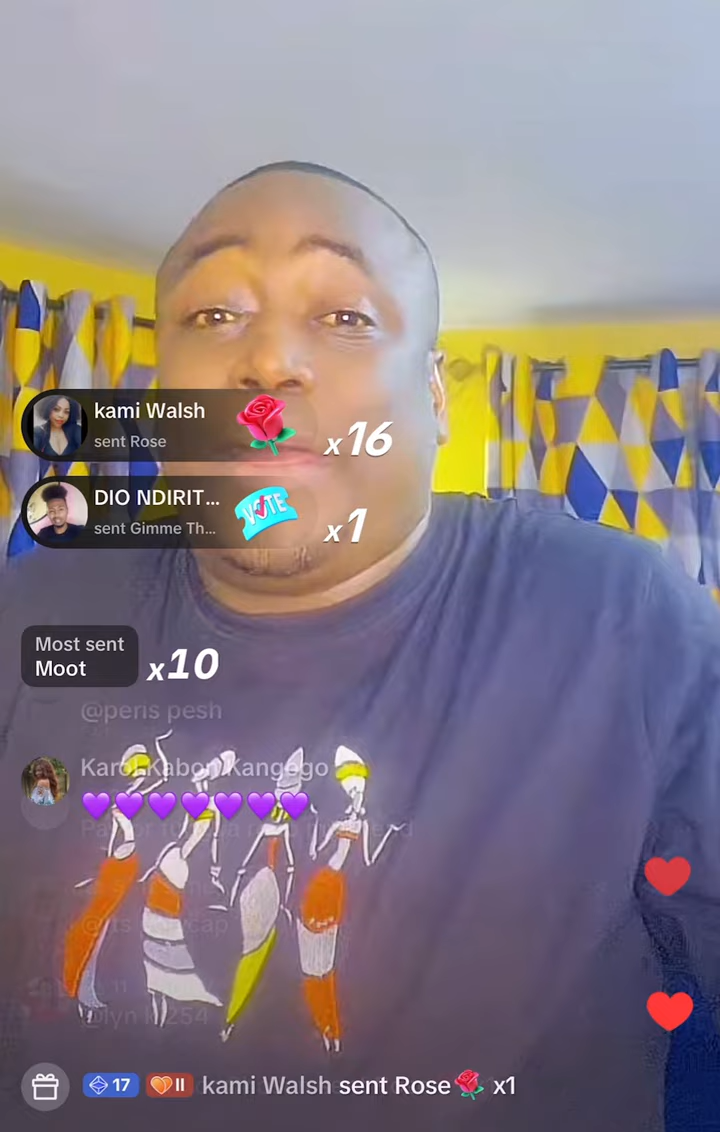 kami Walsh
sent Rose
x16
DIO NDIRIT...
VOTE
sent Gimme Th...
x1
Most sent
Moot
x10
@peris pesh
Karol Kabon Kangogo
💜💜💜💜💜💜💜
17 II kami Walsh sent Rose🌹 x1